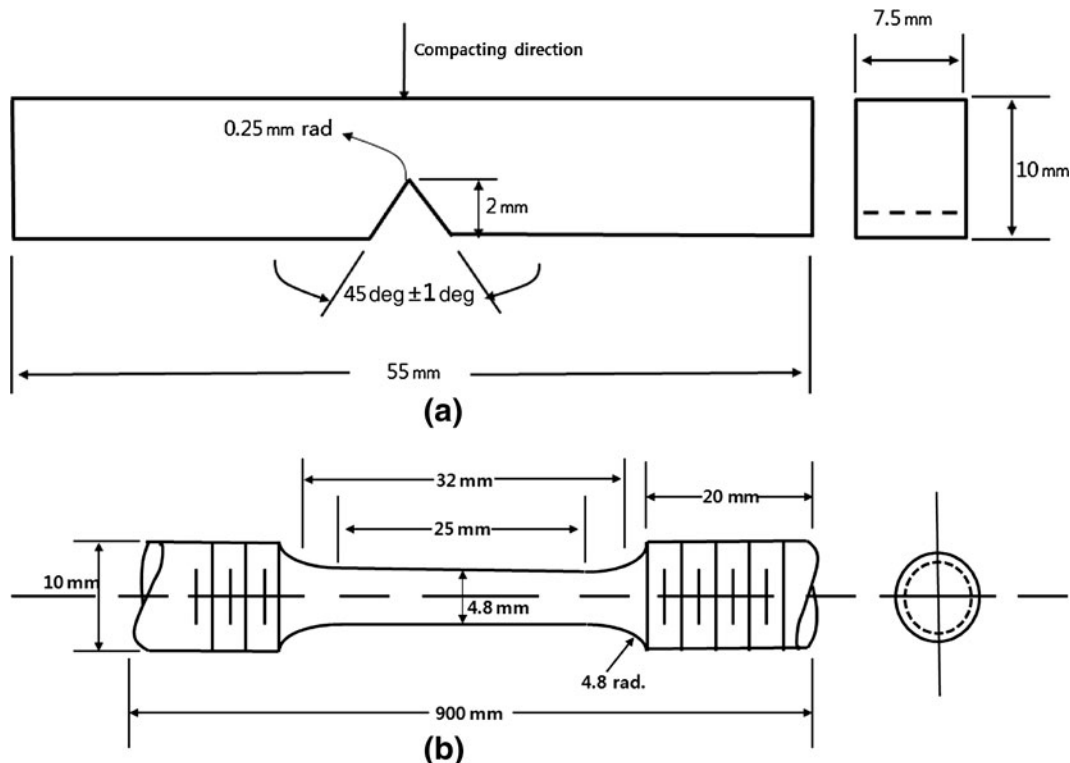 7.5 mm
Compacting direction
0.25 mm rad
2 mm
10 mm
45 deg ±1 deg
55 mm
(a)
32 mm
20 mm
25 mm
10 mm
4.8 mm
4.8 rad.
900 mm
(b)